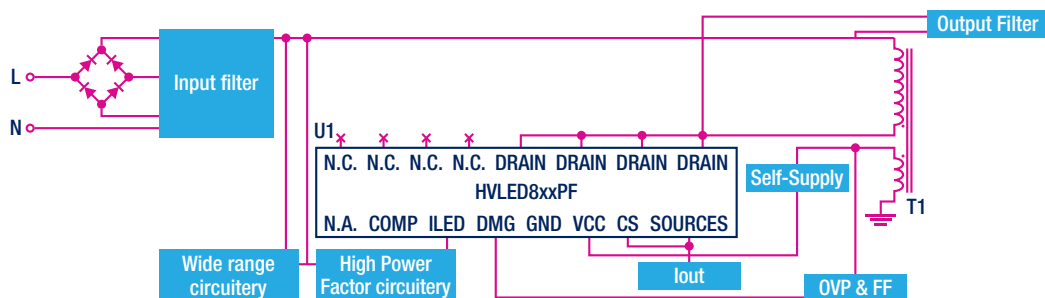 Output Filter
L
Input filter
N
U1
N.C. N.C. N.C. N.C. DRAIN DRAIN DRAIN DRAIN
HVLED8xxPF
N.A. COMP ILED DMG GND VCC CS SOURCES
Self-Supply
T1
Wide range
circuitery
High Power
Factor circuitery
Iout
OVP & FF